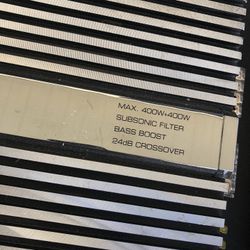 MAX. 400W+400W
SUBSONIC FILTER
BASS BOOST
24dB CROSSOVER